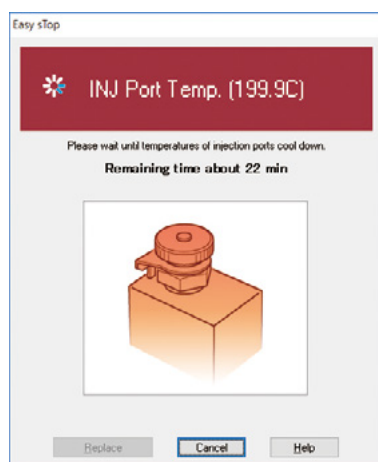 Easy sTop
INJ Port Temp. (199.9C)
Please wait until temperatures of injection ports cool down.
Remaining time about 22 min
Replace Cancel Help